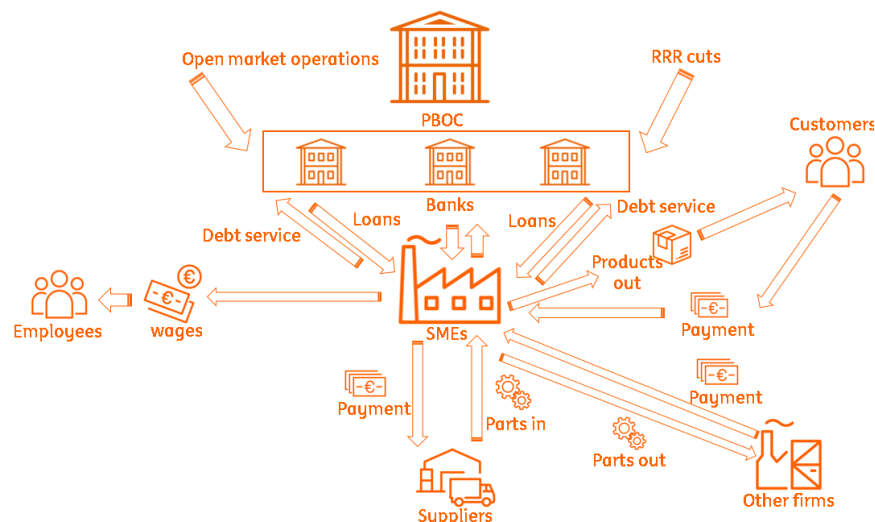 Open market operations
RRR cuts
PBOC
Customers
Banks
Loans
Loans
Debt service
Debt service
Products
out
€
-€-
Employees
wages
SMEs
-€-
Payment
-€-
Payment
-€-
Payment
Parts in
Parts out
Suppliers
Other firms